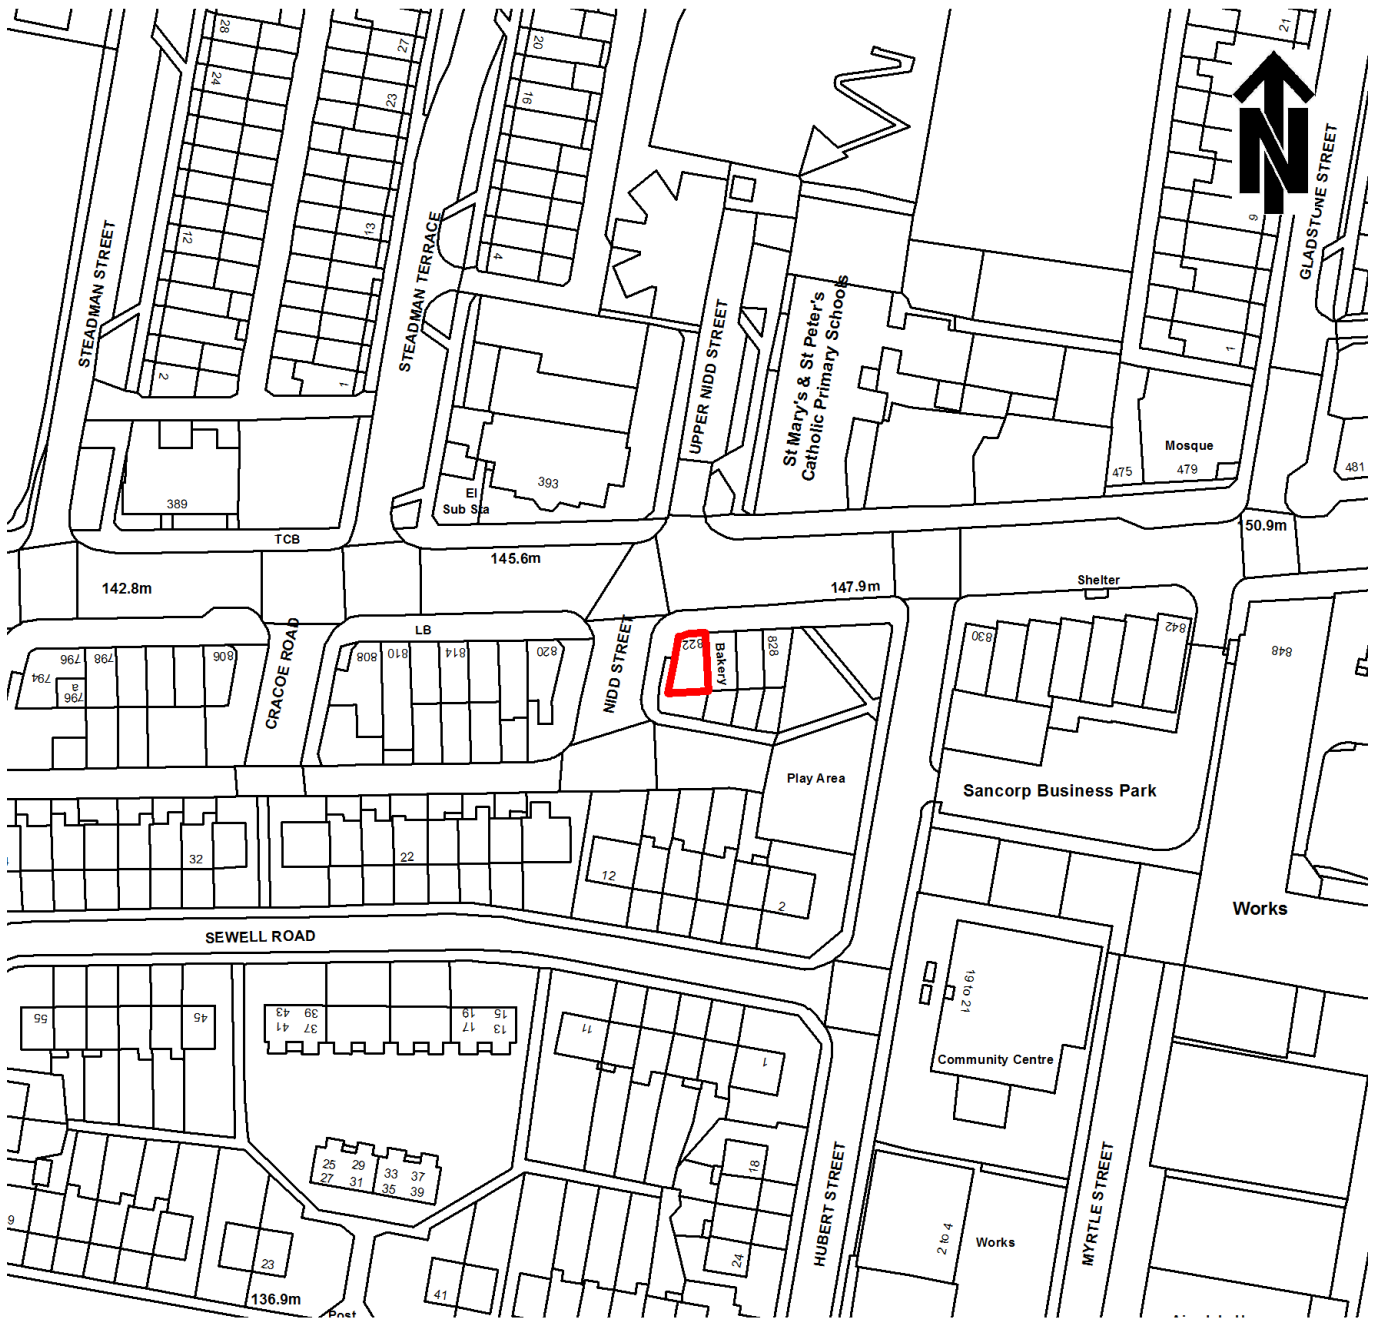 28
27
20
21
24
23
16
N
GLADSTONE STREET
9
12
13
4
STEADMAN STREET
STEADMAN TERRACE
UPPER NIDD STREET
St Mary's & St Peter's
Catholic Primary Schools
2
1
1
Mosque
475
479
481
389
393
El
Sub Sta
TCB
145.6m
150.9m
142.8m
147.9m
Shelter
LB
CRACOE ROAD
NIDD STREET
796
798
806
794
796
a
808
810
814
820
822
Bakery
828
830
842
848
Play Area
Sancorp Business Park
32
22
12
2
Works
SEWELL ROAD
19 to 21
55
45
43
39
41
37
19
15
17
13
11
1
Community Centre
HUBERT STREET
MYRTLE STREET
25
29
33
37
27
31
35
39
18
9
23
24
2 to 4
Works
41
136.9m
Post